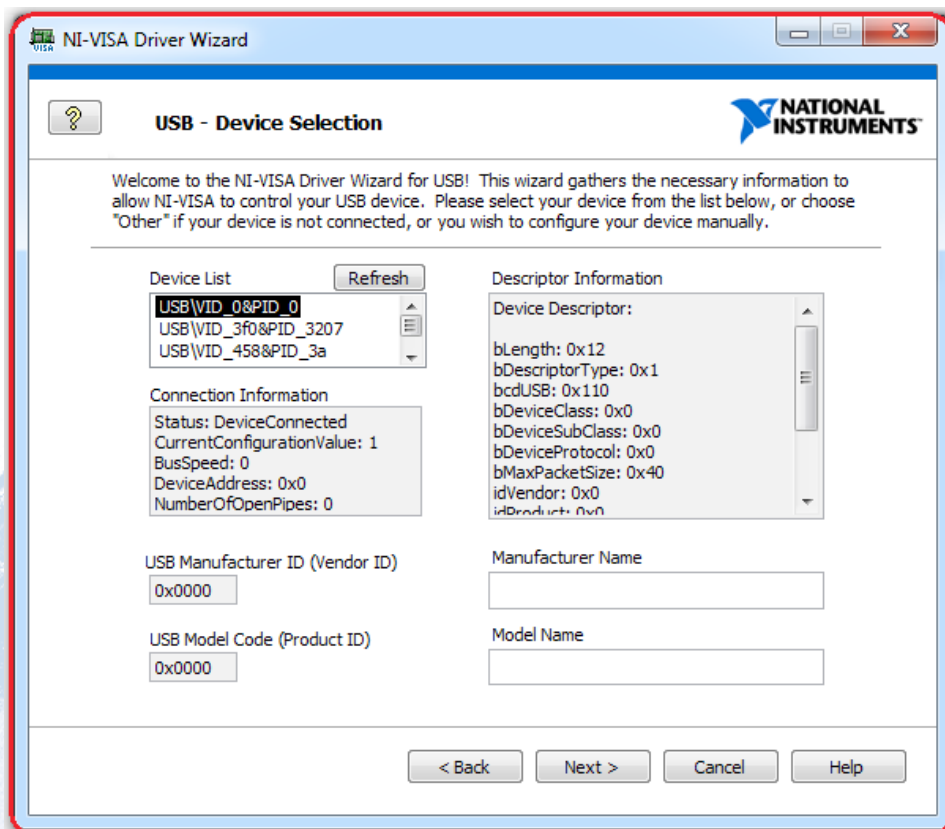 NI-VISA Driver Wizard
USB - Device Selection
NATIONAL
INSTRUMENTS™
Welcome to the NI-VISA Driver Wizard for USB! This wizard gathers the necessary information to
allow NI-VISA to control your USB device. Please select your device from the list below, or choose
"Other" if your device is not connected, or you wish to configure your device manually.
Device List
Refresh
USB\VID_0&PID_0
USB\VID_3f0&PID_3207
USB\VID_458&PID_3a
Connection Information
Status: DeviceConnected
CurrentConfigurationValue: 1
BusSpeed: 0
DeviceAddress: 0x0
NumberOfOpenPipes: 0
Descriptor Information
Device Descriptor:
bLength: 0x12
bDescriptorType: 0x1
bcdUSB: 0x110
bDeviceClass: 0x0
bDeviceSubClass: 0x0
bDeviceProtocol: 0x0
bMaxPacketSize: 0x40
idVendor: 0x0
idProduct: 0x0
USB Manufacturer ID (Vendor ID)
0x0000
Manufacturer Name
USB Model Code (Product ID)
0x0000
Model Name
< Back
Next >
Cancel
Help